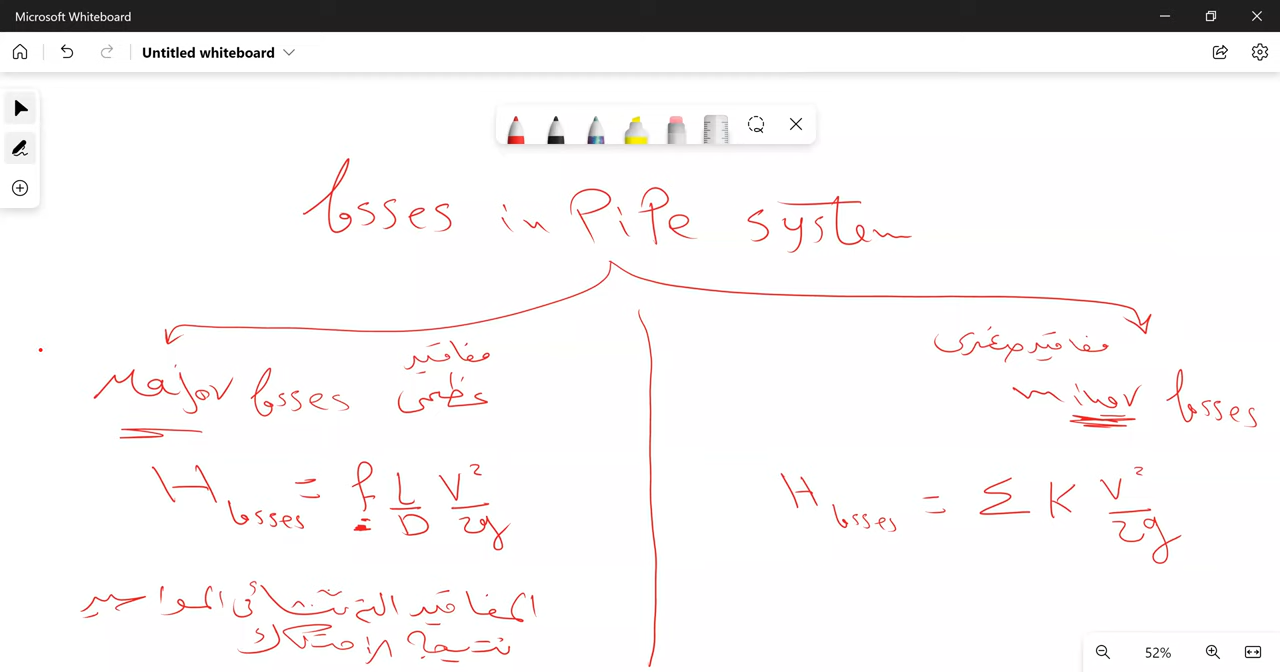 Microsoft Whiteboard
Untitled whiteboard
losses in PiPe system
Major losses
مفاقيد
عظمى
H losses = f L/D V²/2g
المفاقيد التي تنشأ في المواسير
نتيجة الاحتكاك
مفاقيد صغرى
minor losses
H losses = Σ K V²/2g
52%